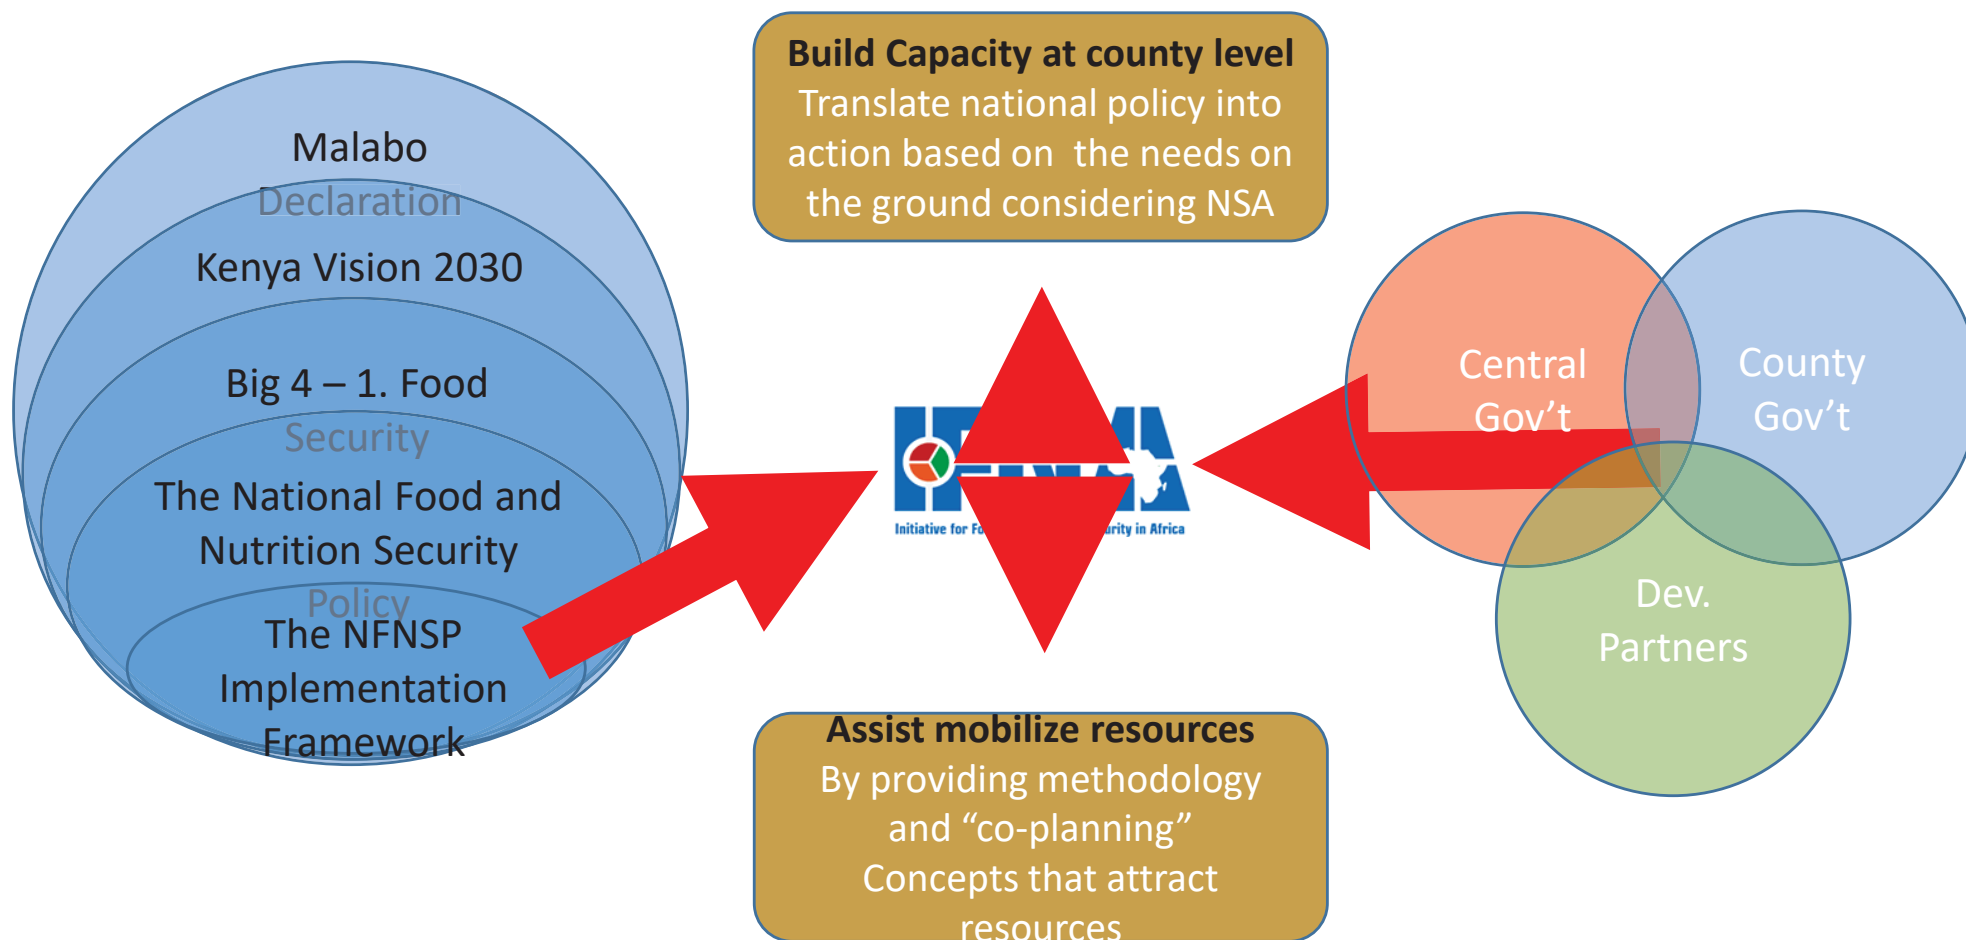 Malabo
Declaration
Kenya Vision 2030
Big 4 – 1. Food
Security
The National Food and
Nutrition Security
Policy
The NFNSP
Implementation
Framework
Build Capacity at county level
Translate national policy into
action based on the needs on
the ground considering NSA
Initiative for
in Africa
Assist mobilize resources
By providing methodology
and “co-planning”
Concepts that attract
resources
Central
Gov’t
County
Gov’t
Dev.
Partners